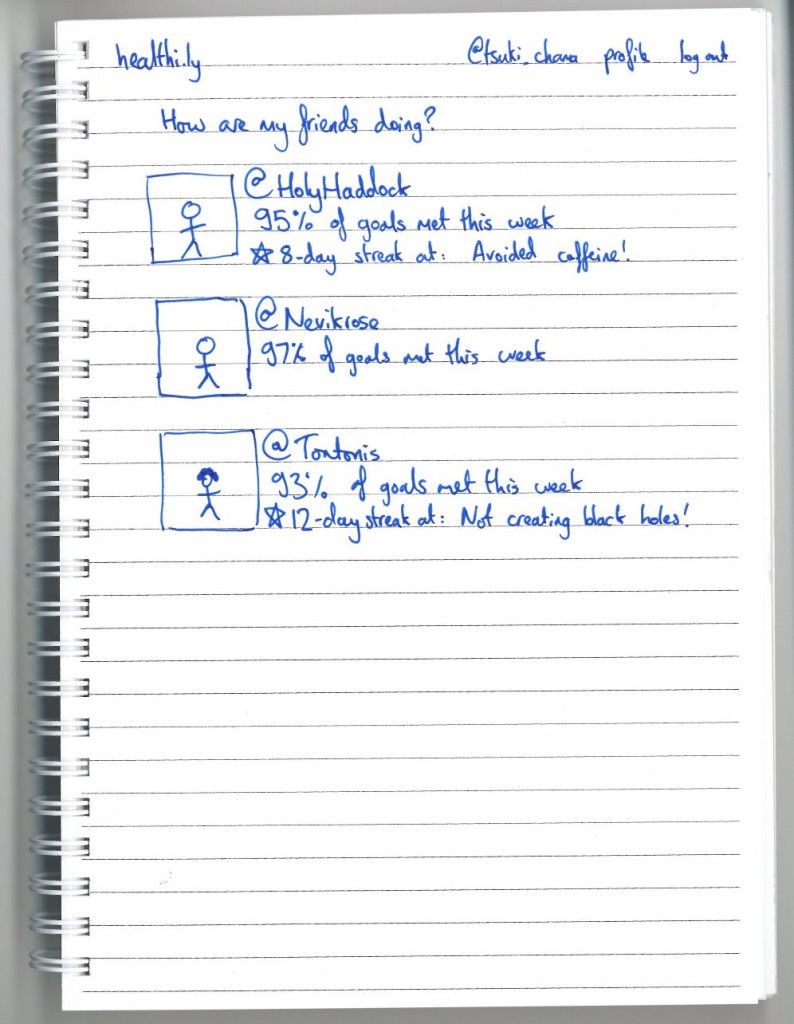 healthi.ly @tsuki_chana profile log out
How are my friends doing?
@HolyHaddock
95% of goals met this week
☆ 8-day streak at: Avoided caffeine!
@Nevikrose
97% of goals met this week
@Tontonis
93% of goals met this week
☆ 12-day streak at: Not creating black holes!